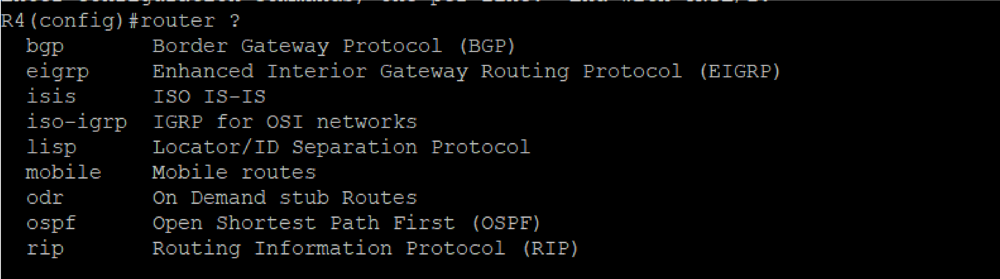 R4(config)#router ?
bgp Border Gateway Protocol (BGP)
eigrp Enhanced Interior Gateway Routing Protocol (EIGRP)
isis ISO IS-IS
iso-igrp IGRP for OSI networks
lisp Locator/ID Separation Protocol
mobile Mobile routes
odr On Demand stub Routes
ospf Open Shortest Path First (OSPF)
rip Routing Information Protocol (RIP)